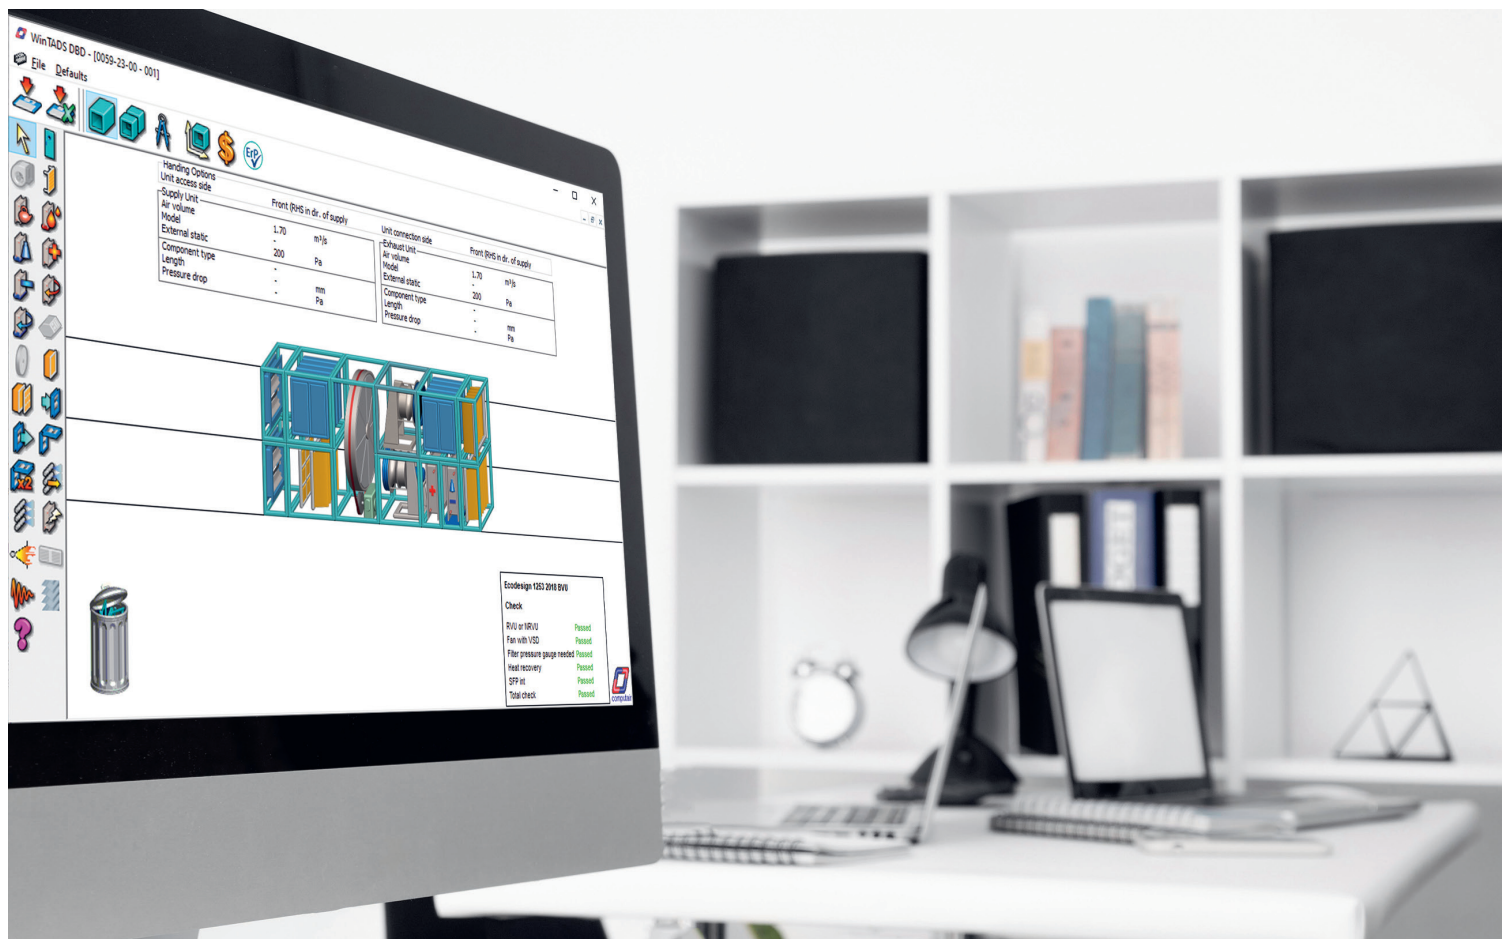 WinTADS DBD - [0059-23-00 - 001]
File Defaults
$ ErP
Handing Options
Unit access side Front (RHS in dir. of supply Unit connection side Front (RHS in dir. of supply
Supply Unit
Air volume 1.70 m³/s
Model -
External static 200 Pa
Component type -
Length - mm
Pressure drop - Pa
Exhaust Unit
Air volume 1.70 m³/s
Model -
External static 200 Pa
Component type -
Length - mm
Pressure drop - Pa
x2
?
Ecodesign 1253 2018 BVU
Check
RVU or NRVU Passed
Fan with VSD Passed
Filter pressure gauge needed Passed
Heat recovery Passed
SFP int Passed
Total check Passed
computair